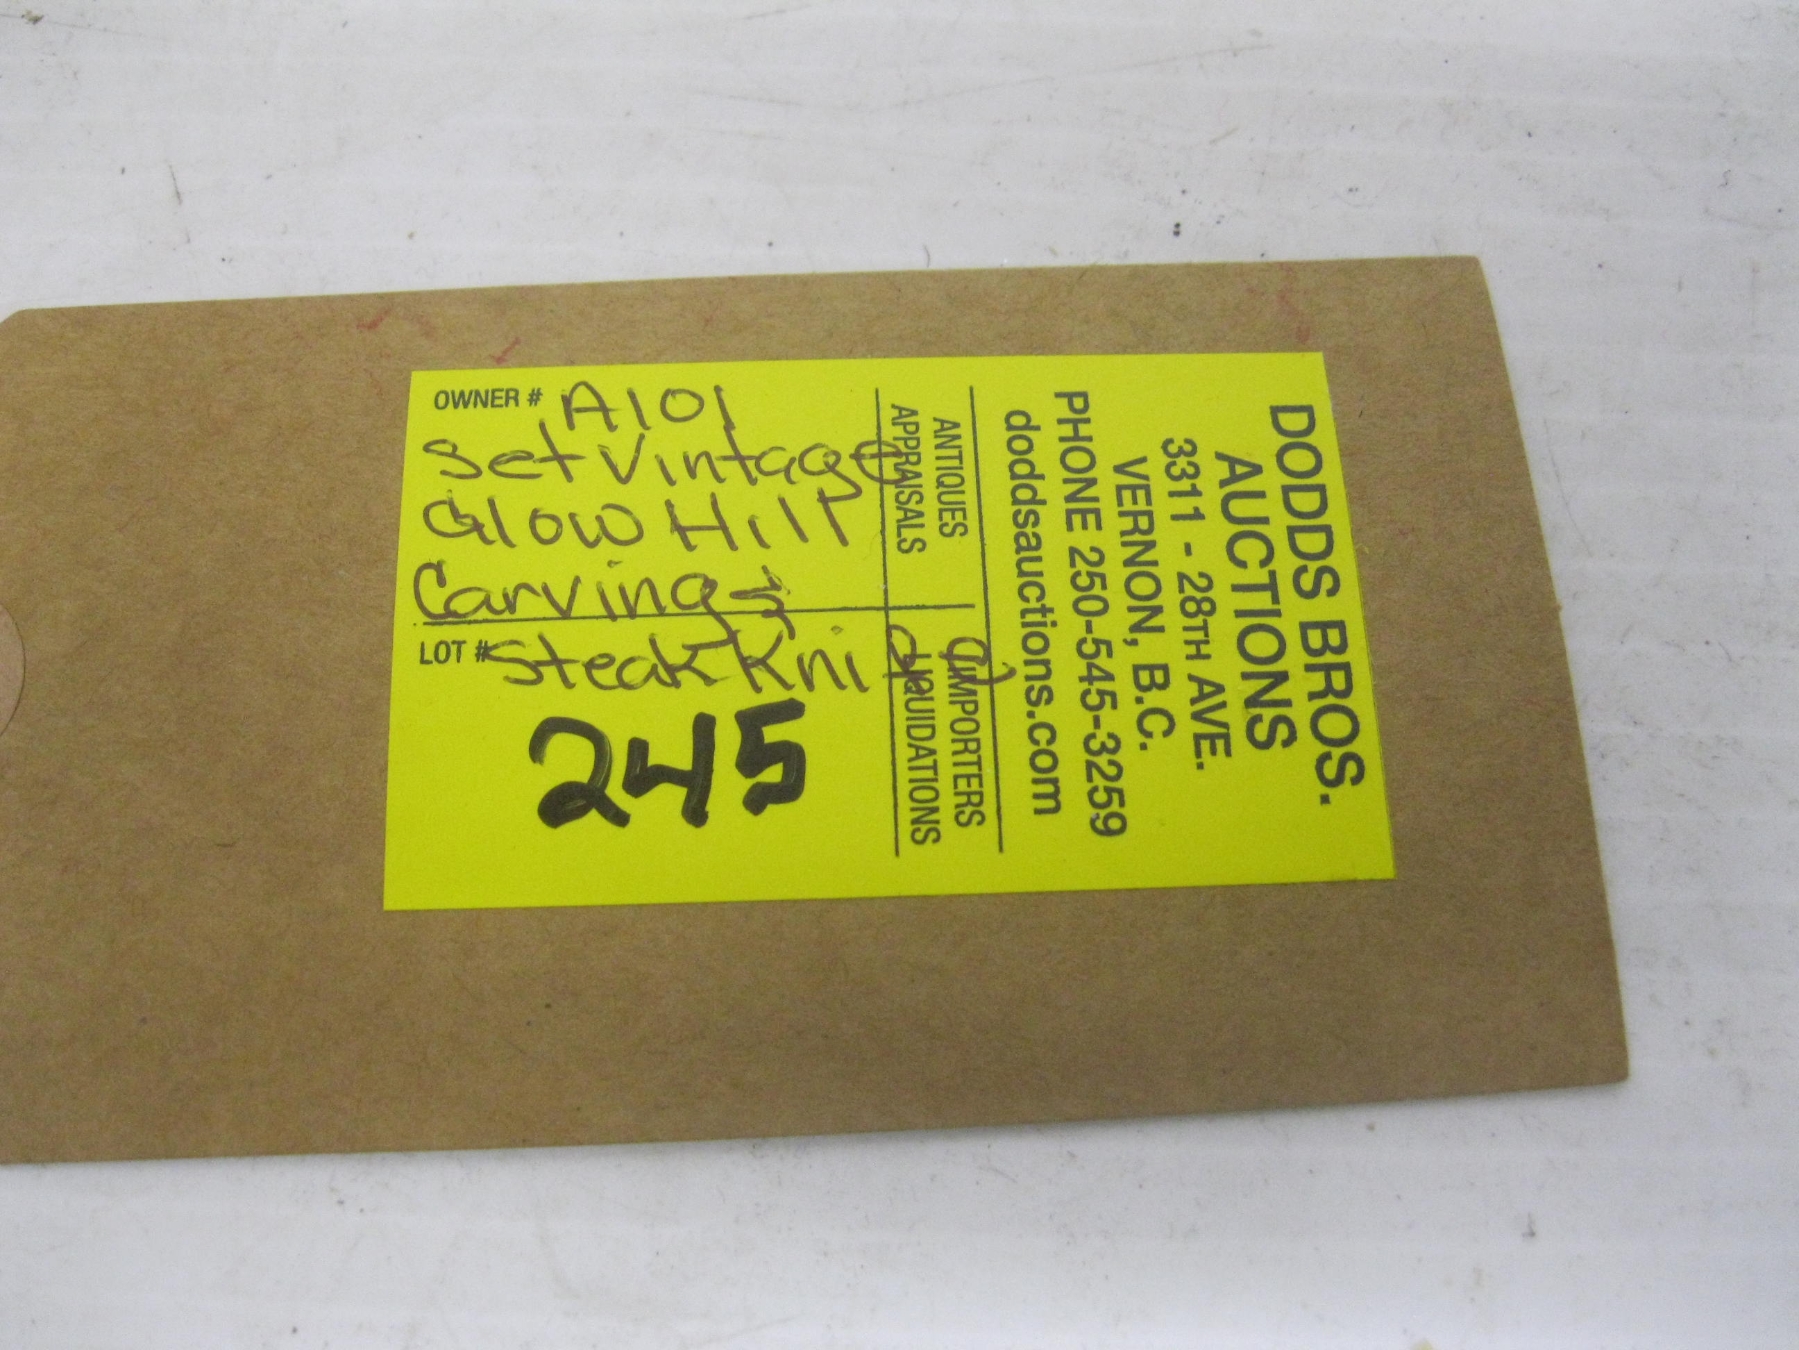 OWNER # A101
Set Vintage
Glow Hill
Carving n
LOT # Steak Kni
245
DODDS BROS.
AUCTIONS
3311 - 28TH AVE.
VERNON, B.C.
PHONE 250-545-3259
doddsauctions.com
ANTIQUES IMPORTERS
APPRAISALS LIQUIDATIONS